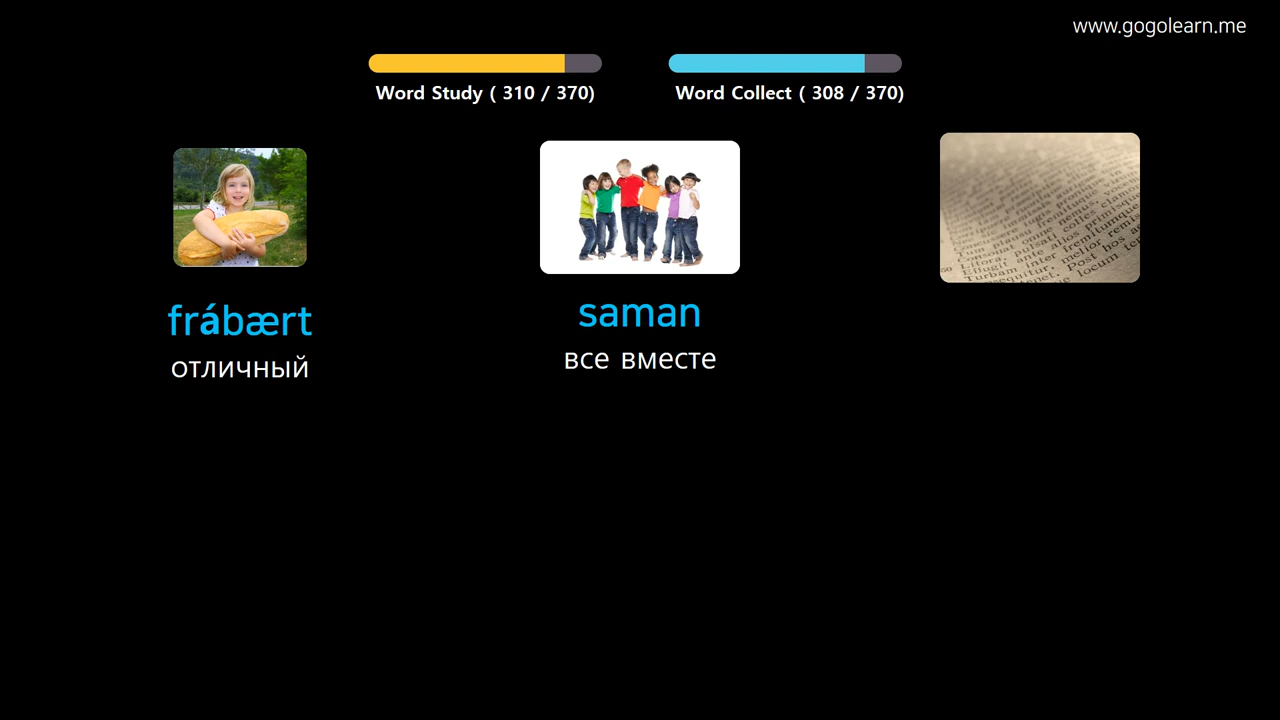 www.gogolearn.me
Word Study ( 310 / 370)
Word Collect ( 308 / 370)
frábært
отличный
saman
все вместе